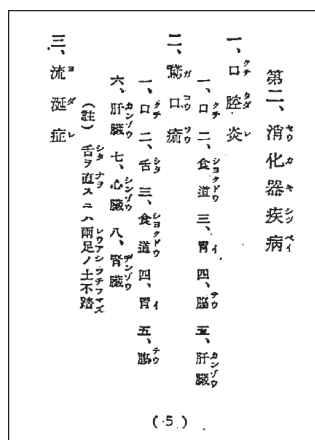 第二、消化器疾病
一、口腔炎
一、口 二、食道 三、胃 四、腸 五、肝臓
二、鵞口瘡
一、口 二、舌 三、食道 四、胃 五、腸
六、肝臓 七、心臓 八、腎臓
(註) 舌ヲ直スニハ兩足ノ土不踏
三、流涎症
(5)